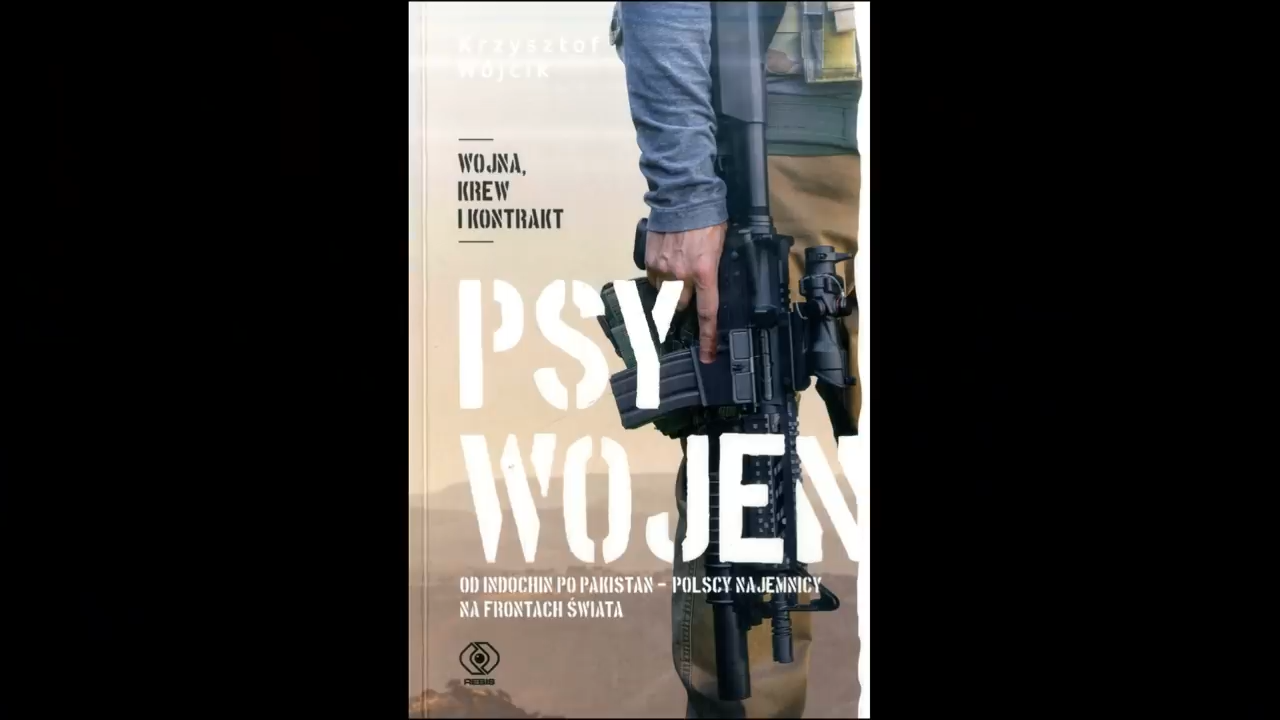 Krzysztof
Wójcik
WOJNA,
KREW
I KONTRAKT
PSY
WOJEN
OD INDOCHIN PO PAKISTAN – POLSCY NAJEMNICY
NA FRONTACH ŚWIATA
REBIS